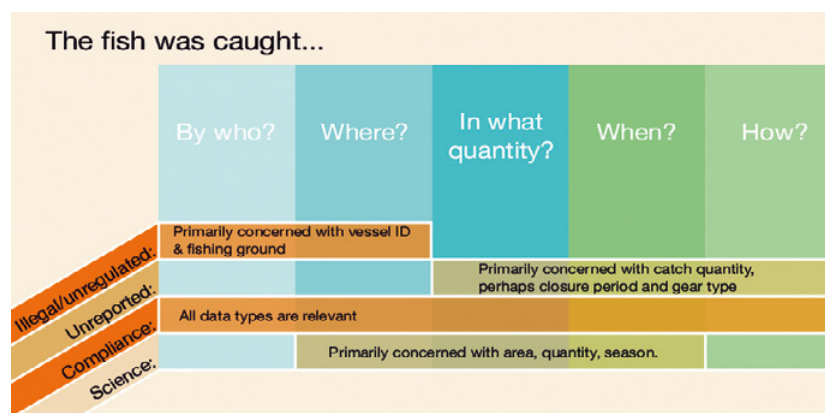 The fish was caught...
By who?
Where?
In what
quantity?
When?
How?
Illegal/unregulated:
Primarily concerned with vessel ID
& fishing ground
Unreported:
Primarily concerned with catch quantity,
perhaps closure period and gear type
Compliance:
All data types are relevant
Science:
Primarily concerned with area, quantity, season.